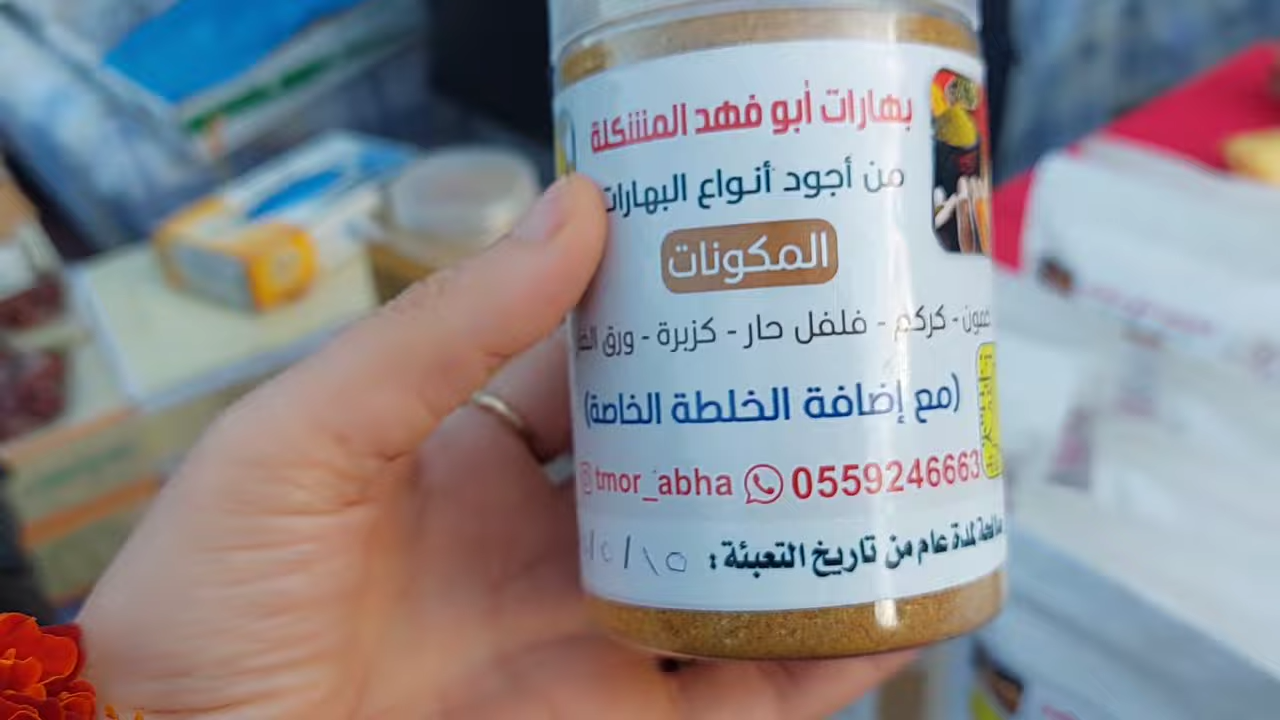 بهارات أبو فهد المشكلة
من أجود أنواع البهارات
المكونات
كركم - فلفل حار - كزبرة - ورق
(مع إضافة الخلطة الخاصة)
tmor_abha 0559246663
لمدة عام من تاريخ التعبئة :